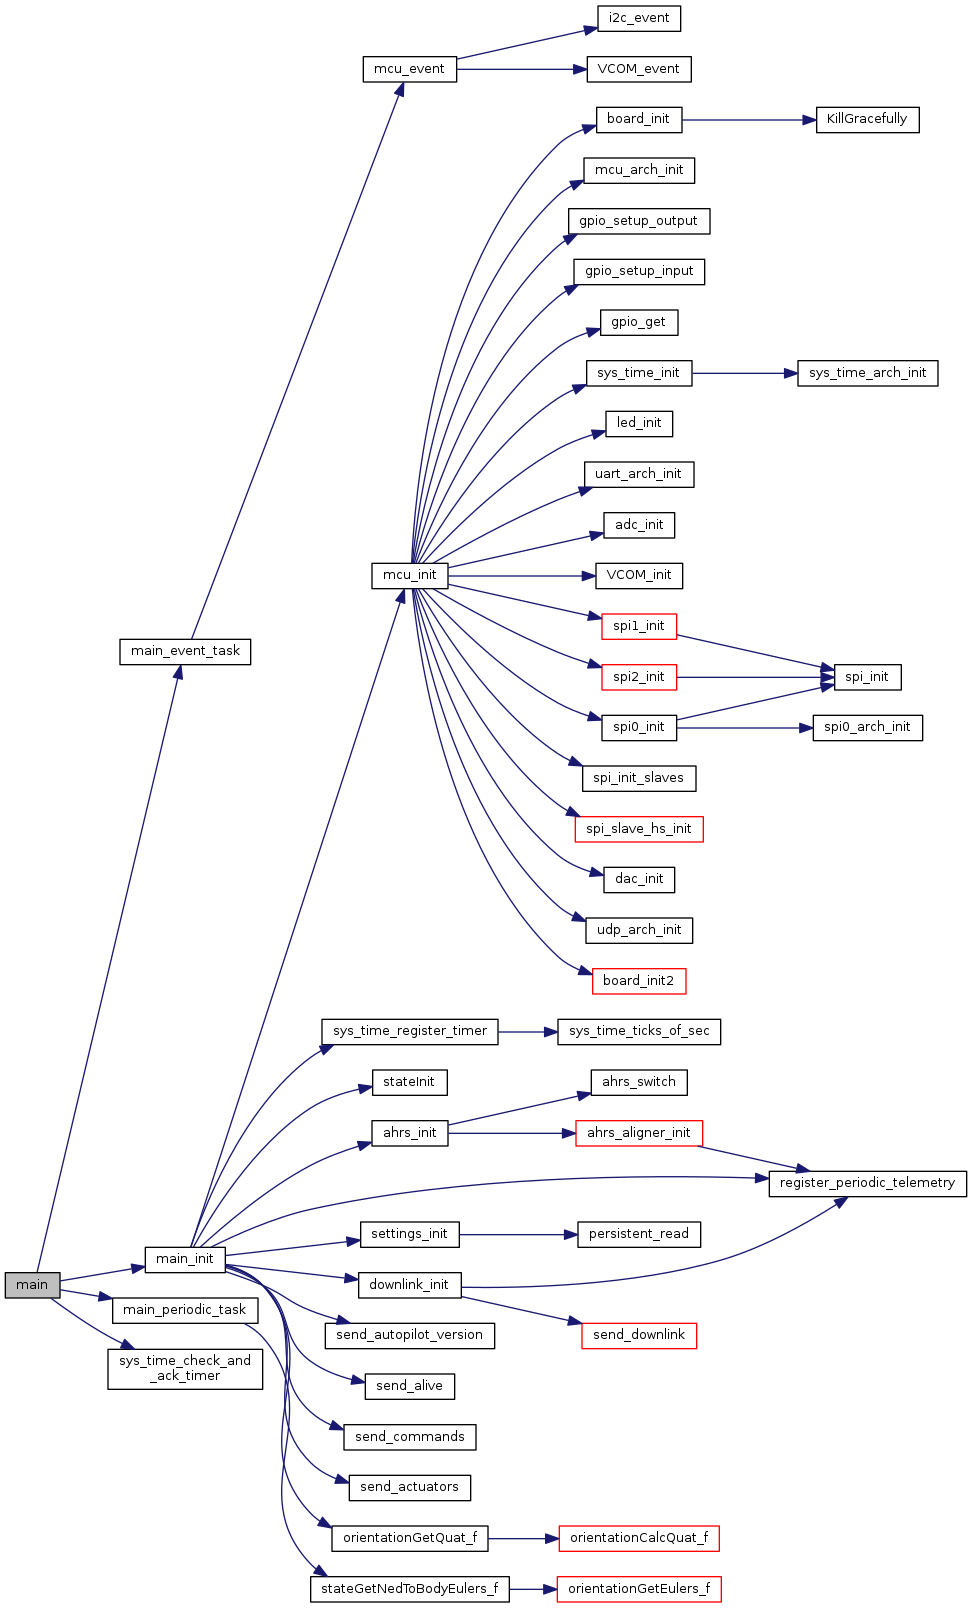 i2c_event
mcu_event
VCOM_event
board_init
KillGracefully
mcu_arch_init
gpio_setup_output
gpio_setup_input
gpio_get
sys_time_init
sys_time_arch_init
led_init
uart_arch_init
adc_init
mcu_init
VCOM_init
spi1_init
main_event_task
spi2_init
spi_init
spi0_init
spi0_arch_init
spi_init_slaves
spi_slave_hs_init
dac_init
udp_arch_init
board_init2
sys_time_register_timer
sys_time_ticks_of_sec
stateInit
ahrs_switch
ahrs_init
ahrs_aligner_init
register_periodic_telemetry
settings_init
persistent_read
main_init
main
downlink_init
main_periodic_task
send_autopilot_version
send_downlink
sys_time_check_and
_ack_timer
send_alive
send_commands
send_actuators
orientationGetQuat_f
orientationCalcQuat_f
stateGetNedToBodyEulers_f
orientationGetEulers_f